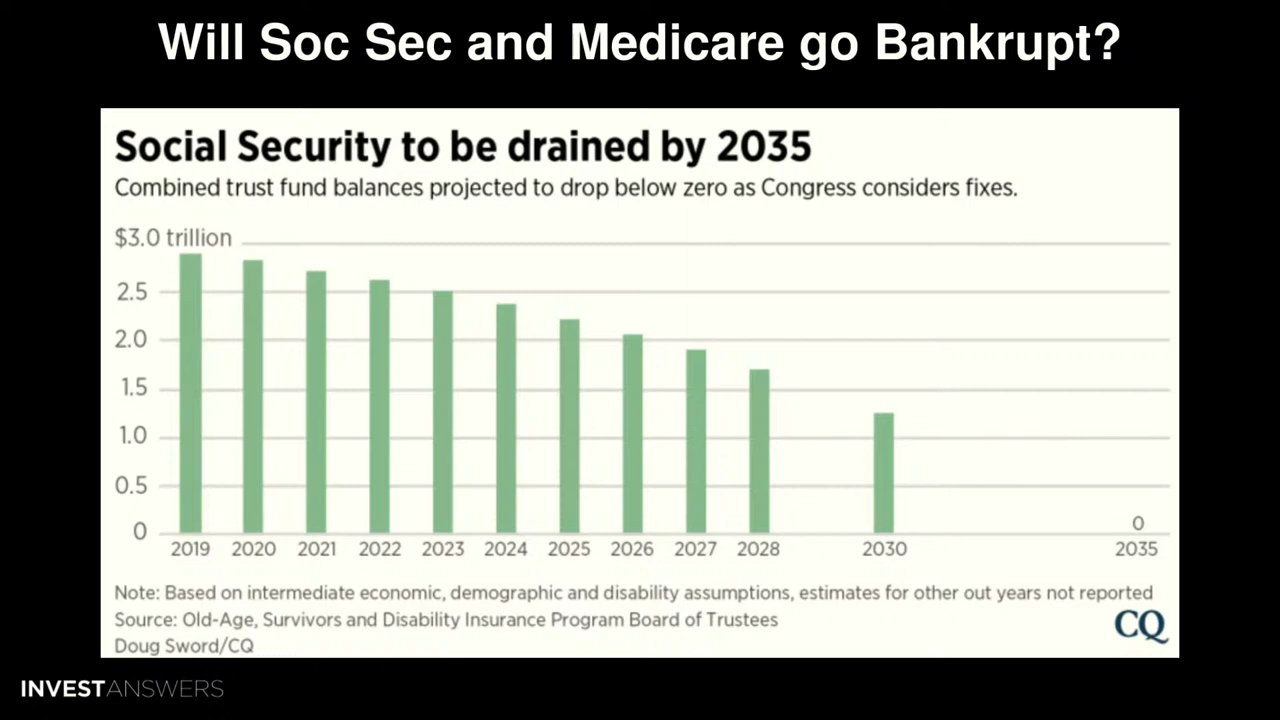 Will Soc Sec and Medicare go Bankrupt?
Social Security to be drained by 2035
Combined trust fund balances projected to drop below zero as Congress considers fixes.
$3.0 trillion
2.5
2.0
1.5
1.0
0.5
0
0
2019 2020 2021 2022 2023 2024 2025 2026 2027 2028 2030 2035
Note: Based on intermediate economic, demographic and disability assumptions, estimates for other out years not reported
Source: Old-Age, Survivors and Disability Insurance Program Board of Trustees
Doug Sword/CQ
CQ
INVESTANSWERS